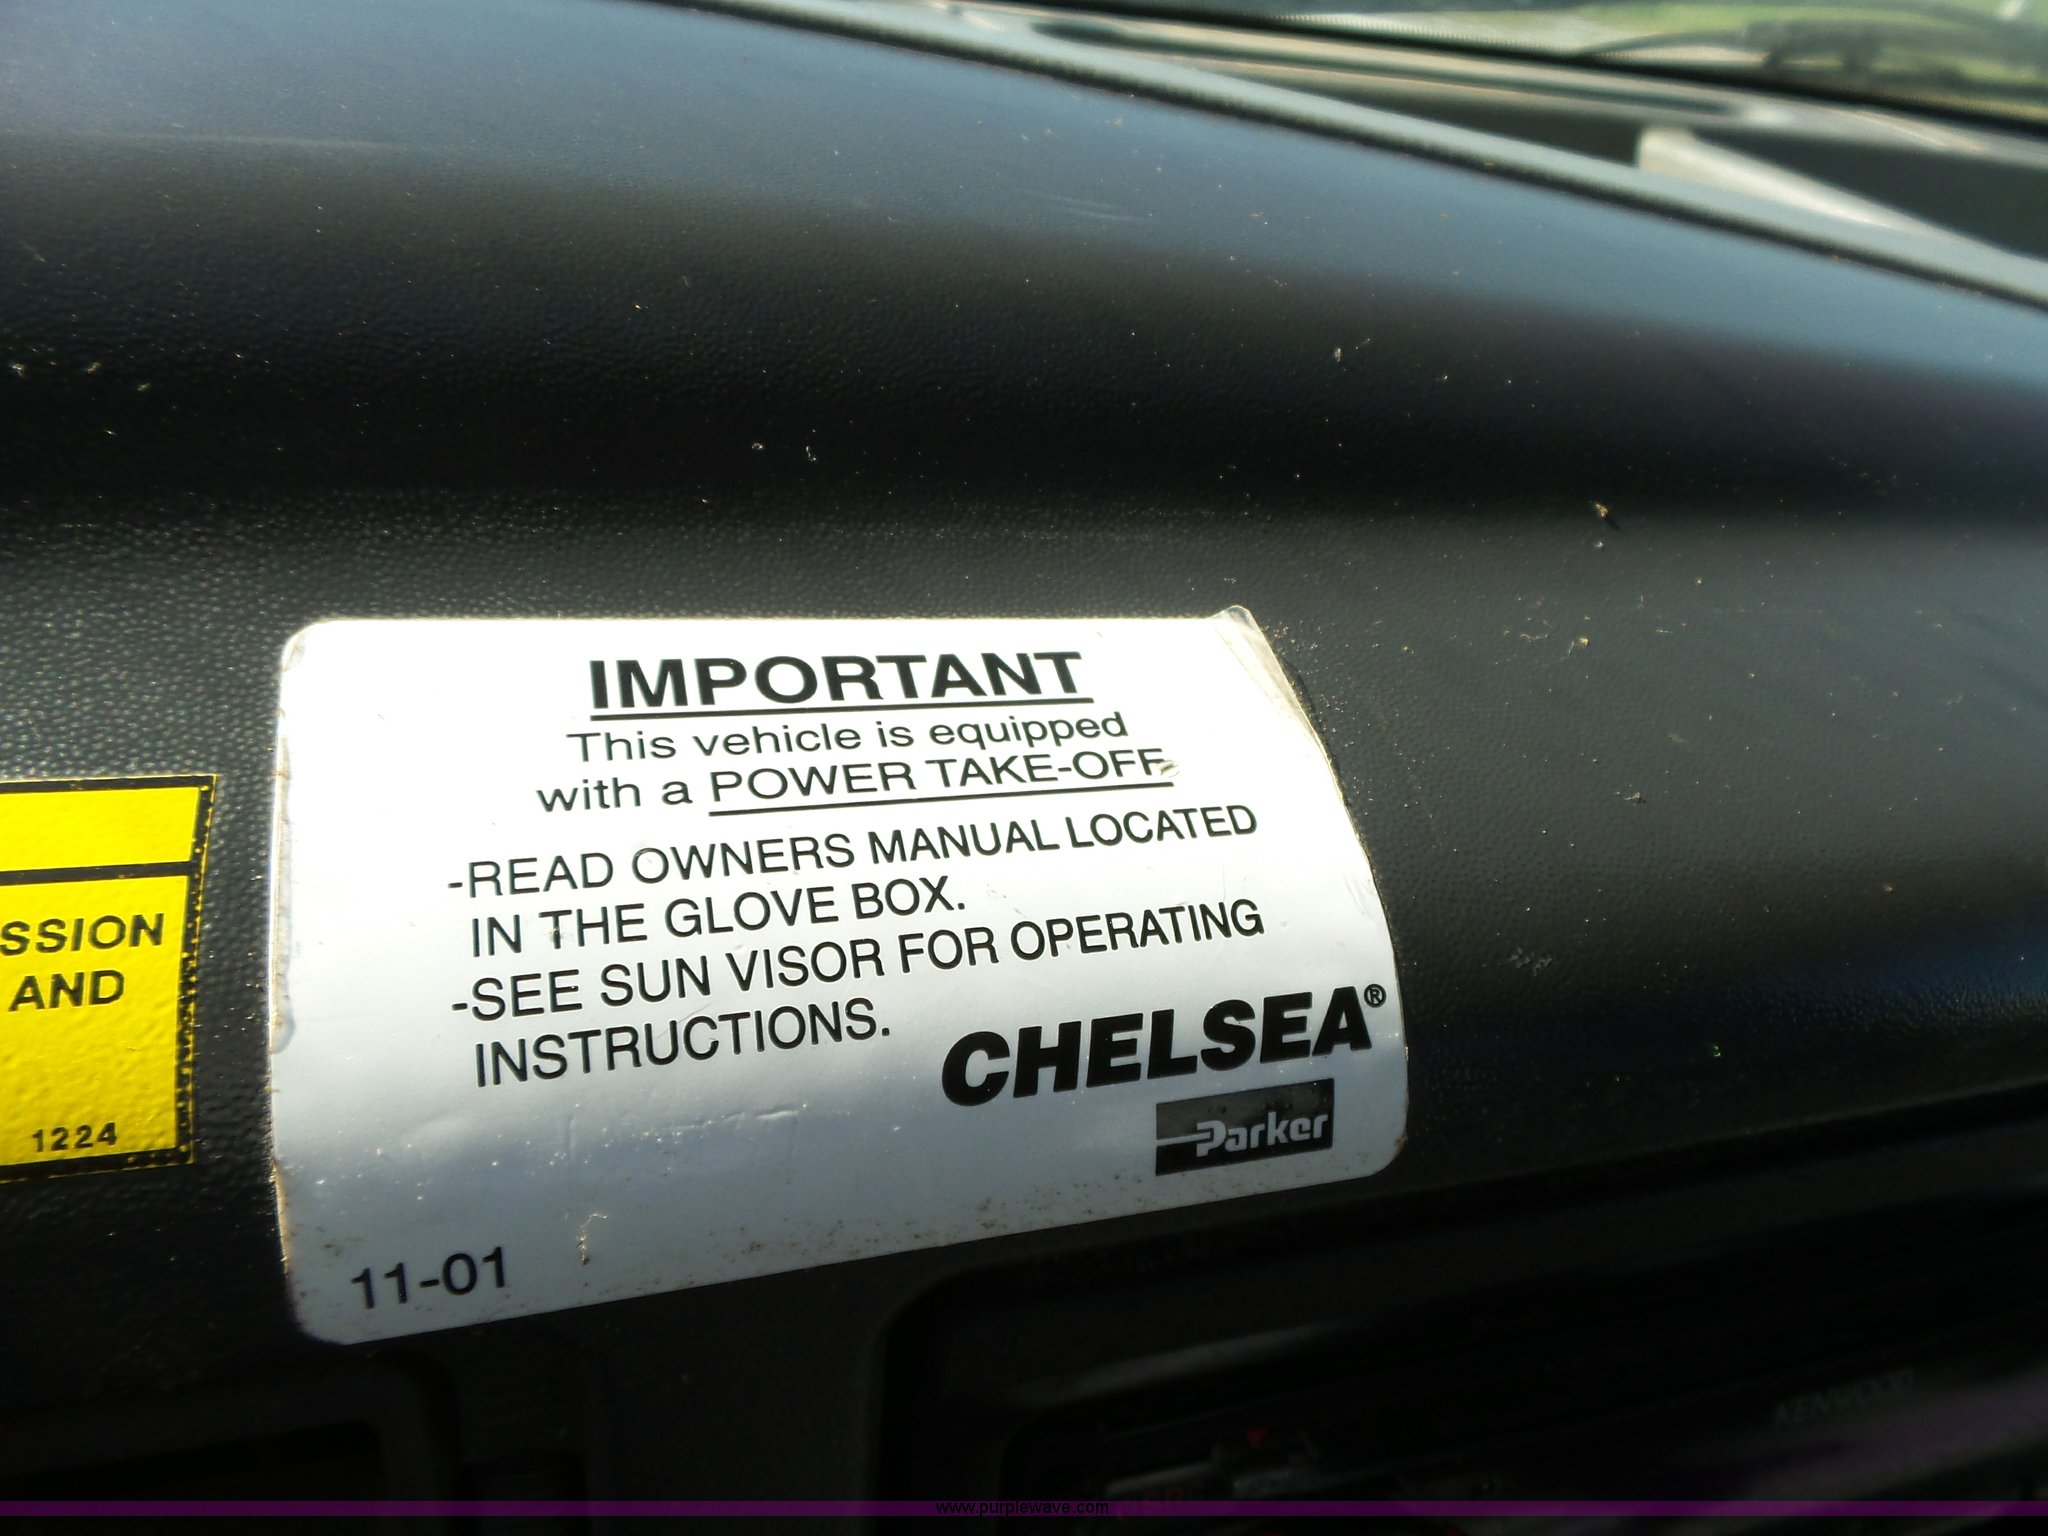 IMPORTANT
This vehicle is equipped
with a POWER TAKE-OFF
-READ OWNERS MANUAL LOCATED
IN THE GLOVE BOX.
-SEE SUN VISOR FOR OPERATING
INSTRUCTIONS.
CHELSEA®
Parker
11-01
SSION
AND
1224
KENWOOD
www.purplewave.com